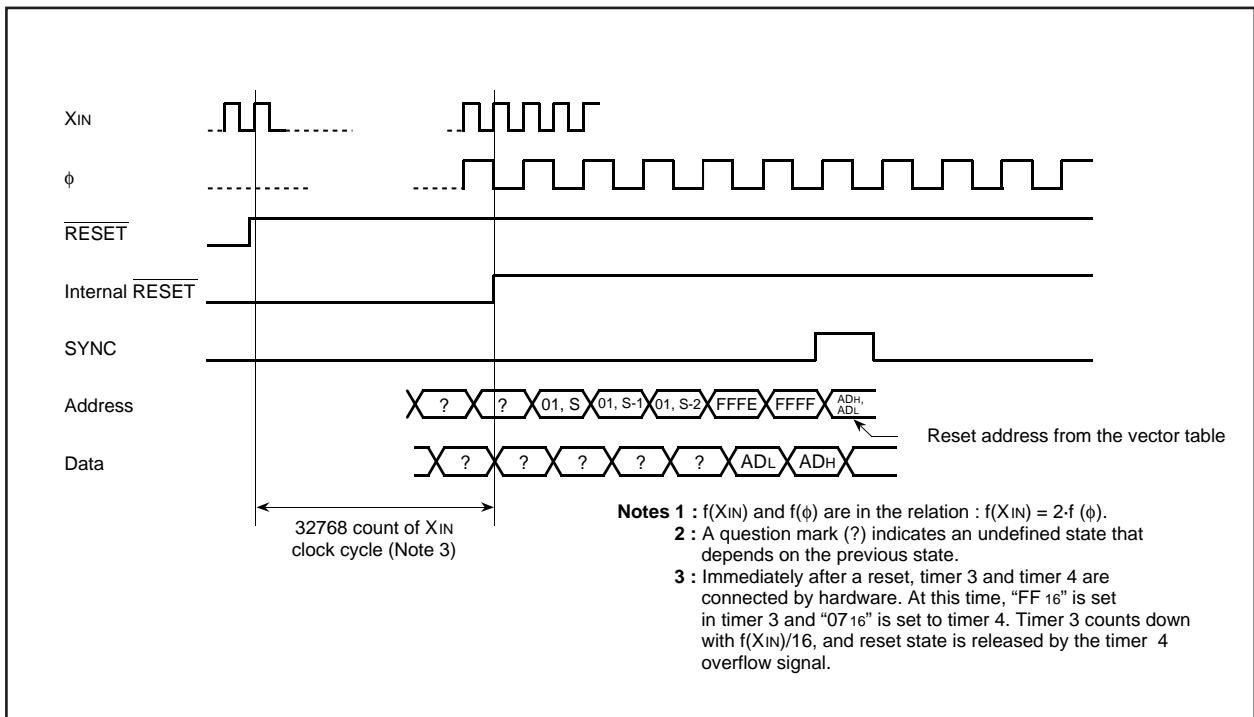 XIN
ϕ
RESET
Internal RESET
SYNC
Address
? ? 01, S 01, S-1 01, S-2 FFFE FFFF ADH, ADL
Reset address from the vector table
Data
? ? ? ? ? ADL ADH
32768 count of XIN
clock cycle (Note 3)
Notes 1 : f(XIN) and f(ϕ) are in the relation : f(XIN) = 2·f (ϕ).
2 : A question mark (?) indicates an undefined state that
depends on the previous state.
3 : Immediately after a reset, timer 3 and timer 4 are
connected by hardware. At this time, “FF 16” is set
in timer 3 and “0716” is set to timer 4. Timer 3 counts down
with f(XIN)/16, and reset state is released by the timer 4
overflow signal.